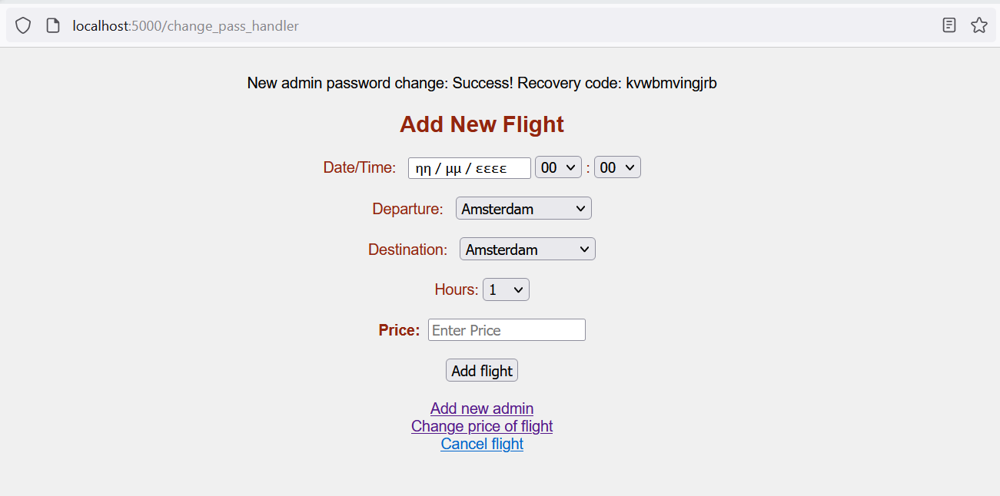 localhost:5000/change_pass_handler
New admin password change: Success! Recovery code: kvwbmvingjrb
Add New Flight
Date/Time: ηη / μμ / εεεε 00 : 00
Departure: Amsterdam
Destination: Amsterdam
Hours: 1
Price: Enter Price
Add flight
Add new admin
Change price of flight
Cancel flight